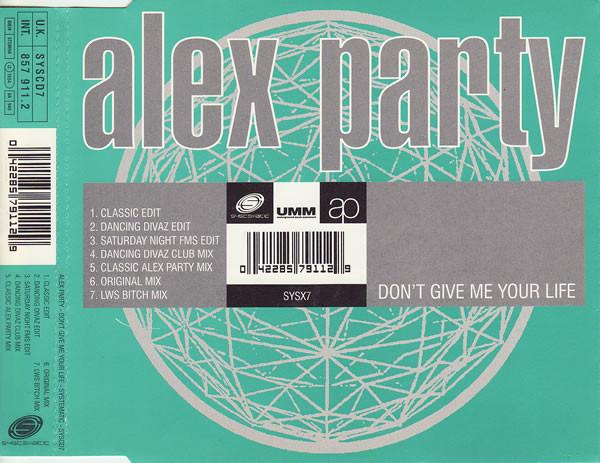 alex party
1. CLASSIC EDIT
2. DANCING DIVAZ EDIT
3. SATURDAY NIGHT FMS EDIT
4. DANCING DIVAZ CLUB MIX
5. CLASSIC ALEX PARTY MIX
6. ORIGINAL MIX
7. LWS BITCH MIX
SYSTEMATIC
UMM
ap
0 42285 79112 9
SYSX7
DON'T GIVE ME YOUR LIFE
U.K. SYSCD7
INT. 857 911.2
0 42285 79112 9
ALEX PARTY - DON'T GIVE ME YOUR LIFE - SYSTEMATIC - SYSCD7
1. CLASSIC EDIT
2. DANCING DIVAZ EDIT
3. SATURDAY NIGHT FMS EDIT
4. DANCING DIVAZ CLUB MIX
5. CLASSIC ALEX PARTY MIX
6. ORIGINAL MIX
7. LWS BITCH MIX
SYSTEMATIC